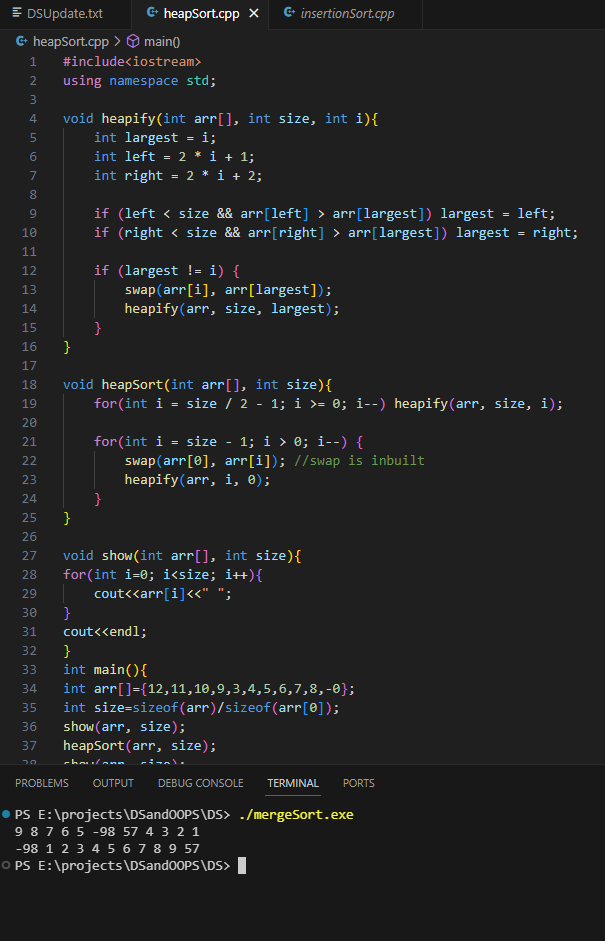 DSUpdate.txt heapSort.cpp insertionSort.cpp
heapSort.cpp > main()
1 #include<iostream>
2 using namespace std;
3
4 void heapify(int arr[], int size, int i){
5     int largest = i;
6     int left = 2 * i + 1;
7     int right = 2 * i + 2;
8
9     if (left < size && arr[left] > arr[largest]) largest = left;
10     if (right < size && arr[right] > arr[largest]) largest = right;
11
12     if (largest != i) {
13         swap(arr[i], arr[largest]);
14         heapify(arr, size, largest);
15     }
16 }
17
18 void heapSort(int arr[], int size){
19     for(int i = size / 2 - 1; i >= 0; i--) heapify(arr, size, i);
20
21     for(int i = size - 1; i > 0; i--) {
22         swap(arr[0], arr[i]); //swap is inbuilt
23         heapify(arr, i, 0);
24     }
25 }
26
27 void show(int arr[], int size){
28 for(int i=0; i<size; i++){
29     cout<<arr[i]<<" ";
30 }
31 cout<<endl;
32 }
33 int main(){
34 int arr[]={12,11,10,9,3,4,5,6,7,8,-0};
35 int size=sizeof(arr)/sizeof(arr[0]);
36 show(arr, size);
37 heapSort(arr, size);
38 show(arr, size);
PROBLEMS OUTPUT DEBUG CONSOLE TERMINAL PORTS
PS E:\projects\DSandOOPS\DS> ./mergeSort.exe
9 8 7 6 5 -98 57 4 3 2 1
-98 1 2 3 4 5 6 7 8 9 57
PS E:\projects\DSandOOPS\DS>